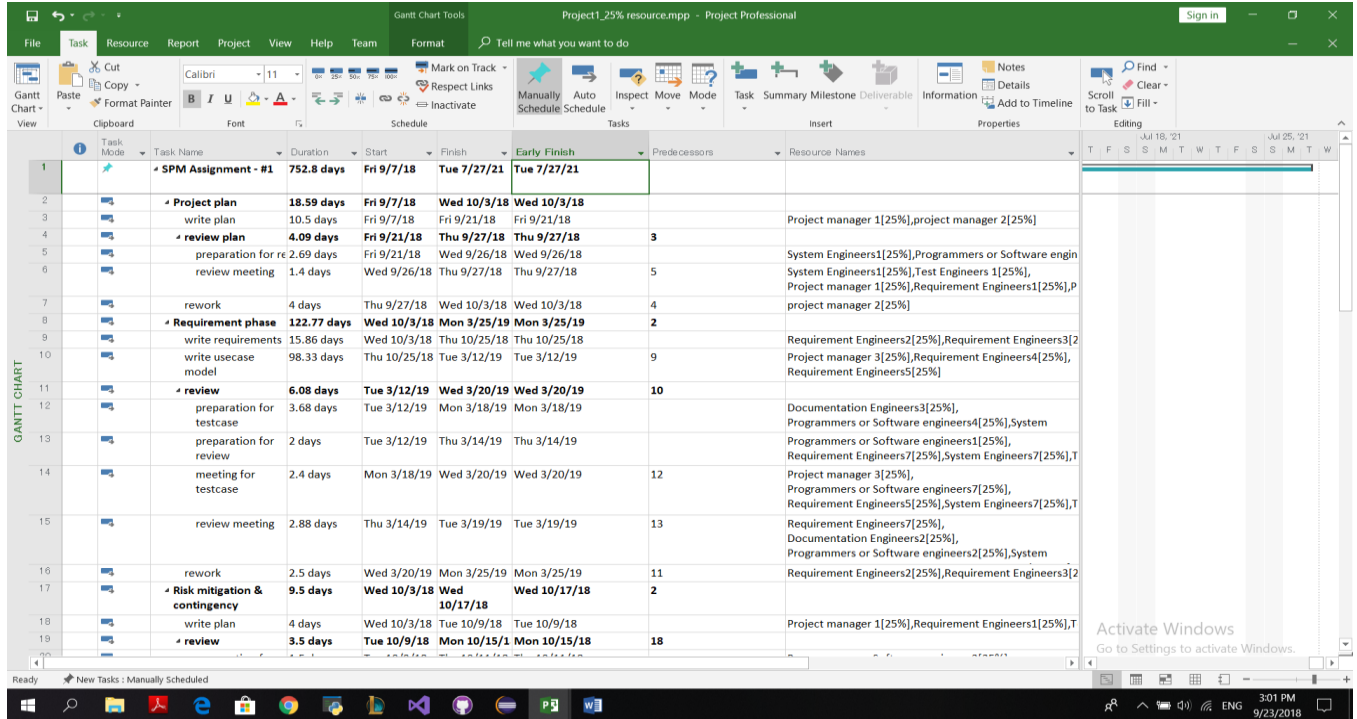 Gantt Chart Tools Project1_25% resource.mpp - Project Professional Sign in
File Task Resource Report Project View Help Team Format Tell me what you want to do
Gantt Chart
View
Paste
Cut
Copy
Format Painter
Clipboard
Calibri 11
B I U A
Font
0% 25% 50% 75% 100%
Mark on Track
Respect Links
Inactivate
Schedule
Manually Schedule
Auto Schedule
Inspect Move Mode
Tasks
Task Summary Milestone Deliverable
Insert
Information
Notes
Details
Add to Timeline
Properties
Scroll to Task
Find
Clear
Fill
Editing
Task Mode Task Name Duration Start Finish Early Finish Predecessors Resource Names
Jul 18, '21 Jul 25, '21
T F S S M T W T F S S M T W
1 SPM Assignment - #1 752.8 days Fri 9/7/18 Tue 7/27/21 Tue 7/27/21
2 Project plan 18.59 days Fri 9/7/18 Wed 10/3/18 Wed 10/3/18
3 write plan 10.5 days Fri 9/7/18 Fri 9/21/18 Fri 9/21/18 Project manager 1[25%],project manager 2[25%]
4 review plan 4.09 days Fri 9/21/18 Thu 9/27/18 Thu 9/27/18 3
5 preparation for re 2.69 days Fri 9/21/18 Wed 9/26/18 Wed 9/26/18 System Engineers1[25%],Programmers or Software engin
6 review meeting 1.4 days Wed 9/26/18 Thu 9/27/18 Thu 9/27/18 5 System Engineers1[25%],Test Engineers 1[25%],
Project manager 1[25%],Requirement Engineers1[25%],P
7 rework 4 days Thu 9/27/18 Wed 10/3/18 Wed 10/3/18 4 project manager 2[25%]
8 Requirement phase 122.77 days Wed 10/3/18 Mon 3/25/19 Mon 3/25/19 2
9 write requirements 15.86 days Wed 10/3/18 Thu 10/25/18 Thu 10/25/18 Requirement Engineers2[25%],Requirement Engineers3[2
10 write usecase 98.33 days Thu 10/25/18 Tue 3/12/19 Tue 3/12/19 9 Project manager 3[25%],Requirement Engineers4[25%],
model Requirement Engineers5[25%]
11 review 6.08 days Tue 3/12/19 Wed 3/20/19 Wed 3/20/19 10
12 preparation for 3.68 days Tue 3/12/19 Mon 3/18/19 Mon 3/18/19 Documentation Engineers3[25%],
testcase Programmers or Software engineers4[25%],System
13 preparation for 2 days Tue 3/12/19 Thu 3/14/19 Thu 3/14/19 Programmers or Software engineers1[25%],
review Requirement Engineers7[25%],System Engineers7[25%],T
14 meeting for 2.4 days Mon 3/18/19 Wed 3/20/19 Wed 3/20/19 12 Project manager 3[25%],
testcase Programmers or Software engineers7[25%],
Requirement Engineers5[25%],System Engineers7[25%],T
15 review meeting 2.88 days Thu 3/14/19 Tue 3/19/19 Tue 3/19/19 13 Requirement Engineers7[25%],
Documentation Engineers2[25%],
Programmers or Software engineers2[25%],System
16 rework 2.5 days Wed 3/20/19 Mon 3/25/19 Mon 3/25/19 11 Requirement Engineers2[25%],Requirement Engineers3[2
17 Risk mitigation & 9.5 days Wed 10/3/18 Wed Wed 10/17/18 2
contingency 10/17/18
18 write plan 4 days Wed 10/3/18 Tue 10/9/18 Tue 10/9/18 Project manager 1[25%],Requirement Engineers1[25%],T
19 review 3.5 days Tue 10/9/18 Mon 10/15/1 Mon 10/15/18 18
GANTT CHART
Activate Windows
Go to Settings to activate Windows.
Ready New Tasks : Manually Scheduled
ENG 3:01 PM
9/23/2018